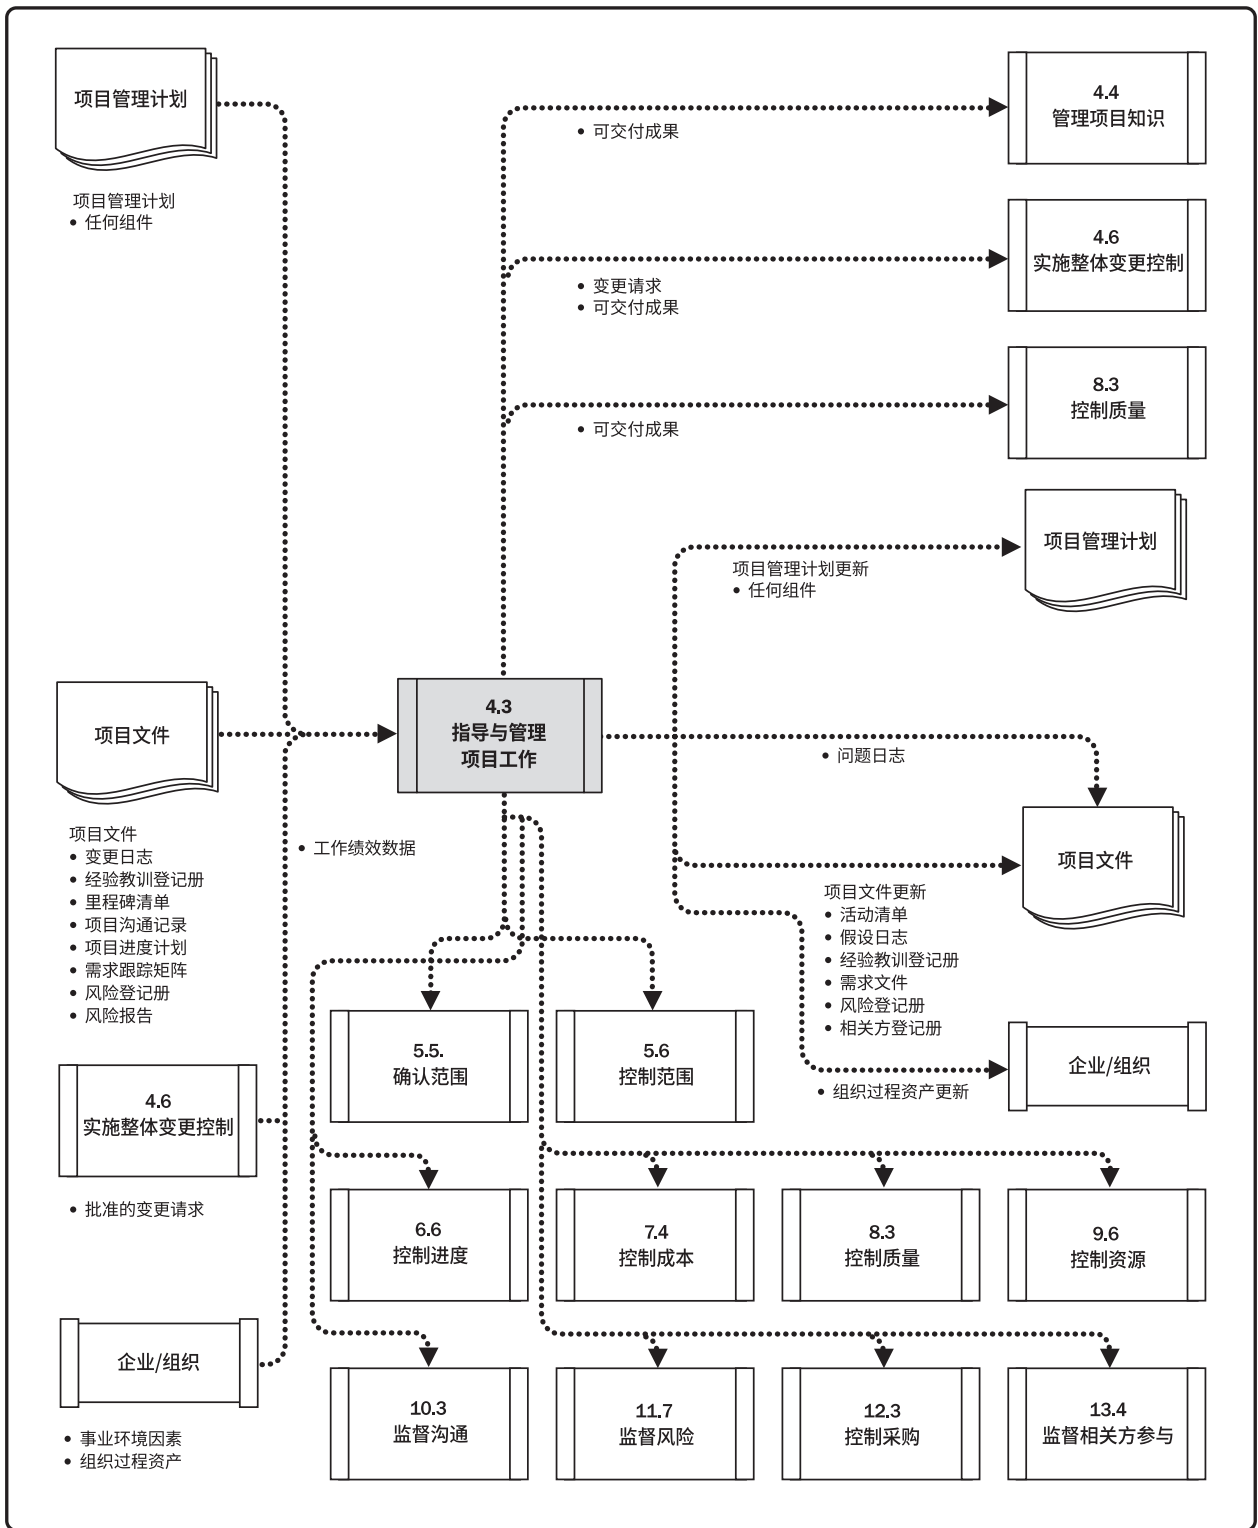 项目管理计划
项目管理计划
• 任何组件
4.4
管理项目知识
• 可交付成果
4.6
实施整体变更控制
• 变更请求
• 可交付成果
8.3
控制质量
• 可交付成果
项目管理计划
项目管理计划更新
• 任何组件
项目文件
4.3
指导与管理
项目工作
• 问题日志
项目文件
• 变更日志
• 经验教训登记册
• 里程碑清单
• 项目沟通记录
• 项目进度计划
• 需求跟踪矩阵
• 风险登记册
• 风险报告
• 工作绩效数据
项目文件
项目文件更新
• 活动清单
• 假设日志
• 经验教训登记册
• 需求文件
• 风险登记册
• 相关方登记册
5.5.
确认范围
5.6
控制范围
企业/组织
• 组织过程资产更新
4.6
实施整体变更控制
• 批准的变更请求
6.6
控制进度
7.4
控制成本
8.3
控制质量
9.6
控制资源
企业/组织
• 事业环境因素
• 组织过程资产
10.3
监督沟通
11.7
监督风险
12.3
控制采购
13.4
监督相关方参与